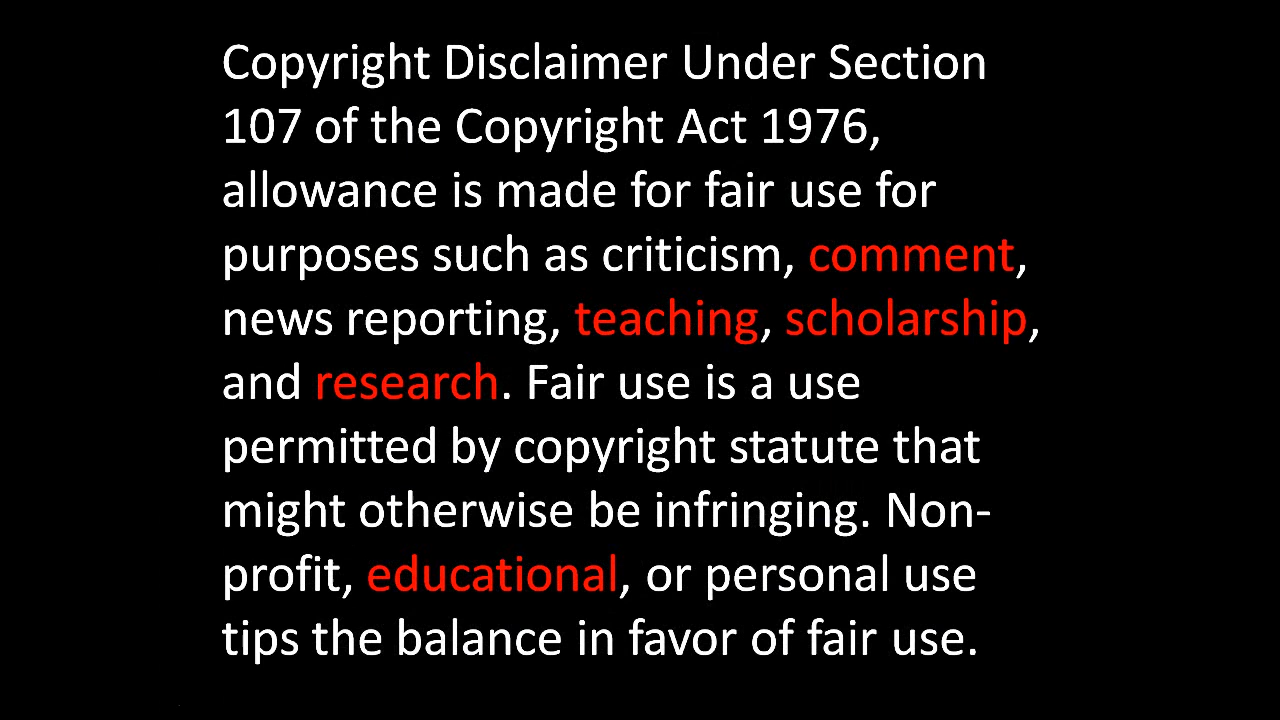 Copyright Disclaimer Under Section
107 of the Copyright Act 1976,
allowance is made for fair use for
purposes such as criticism, comment,
news reporting, teaching, scholarship,
and research. Fair use is a use
permitted by copyright statute that
might otherwise be infringing. Non-
profit, educational, or personal use
tips the balance in favor of fair use.